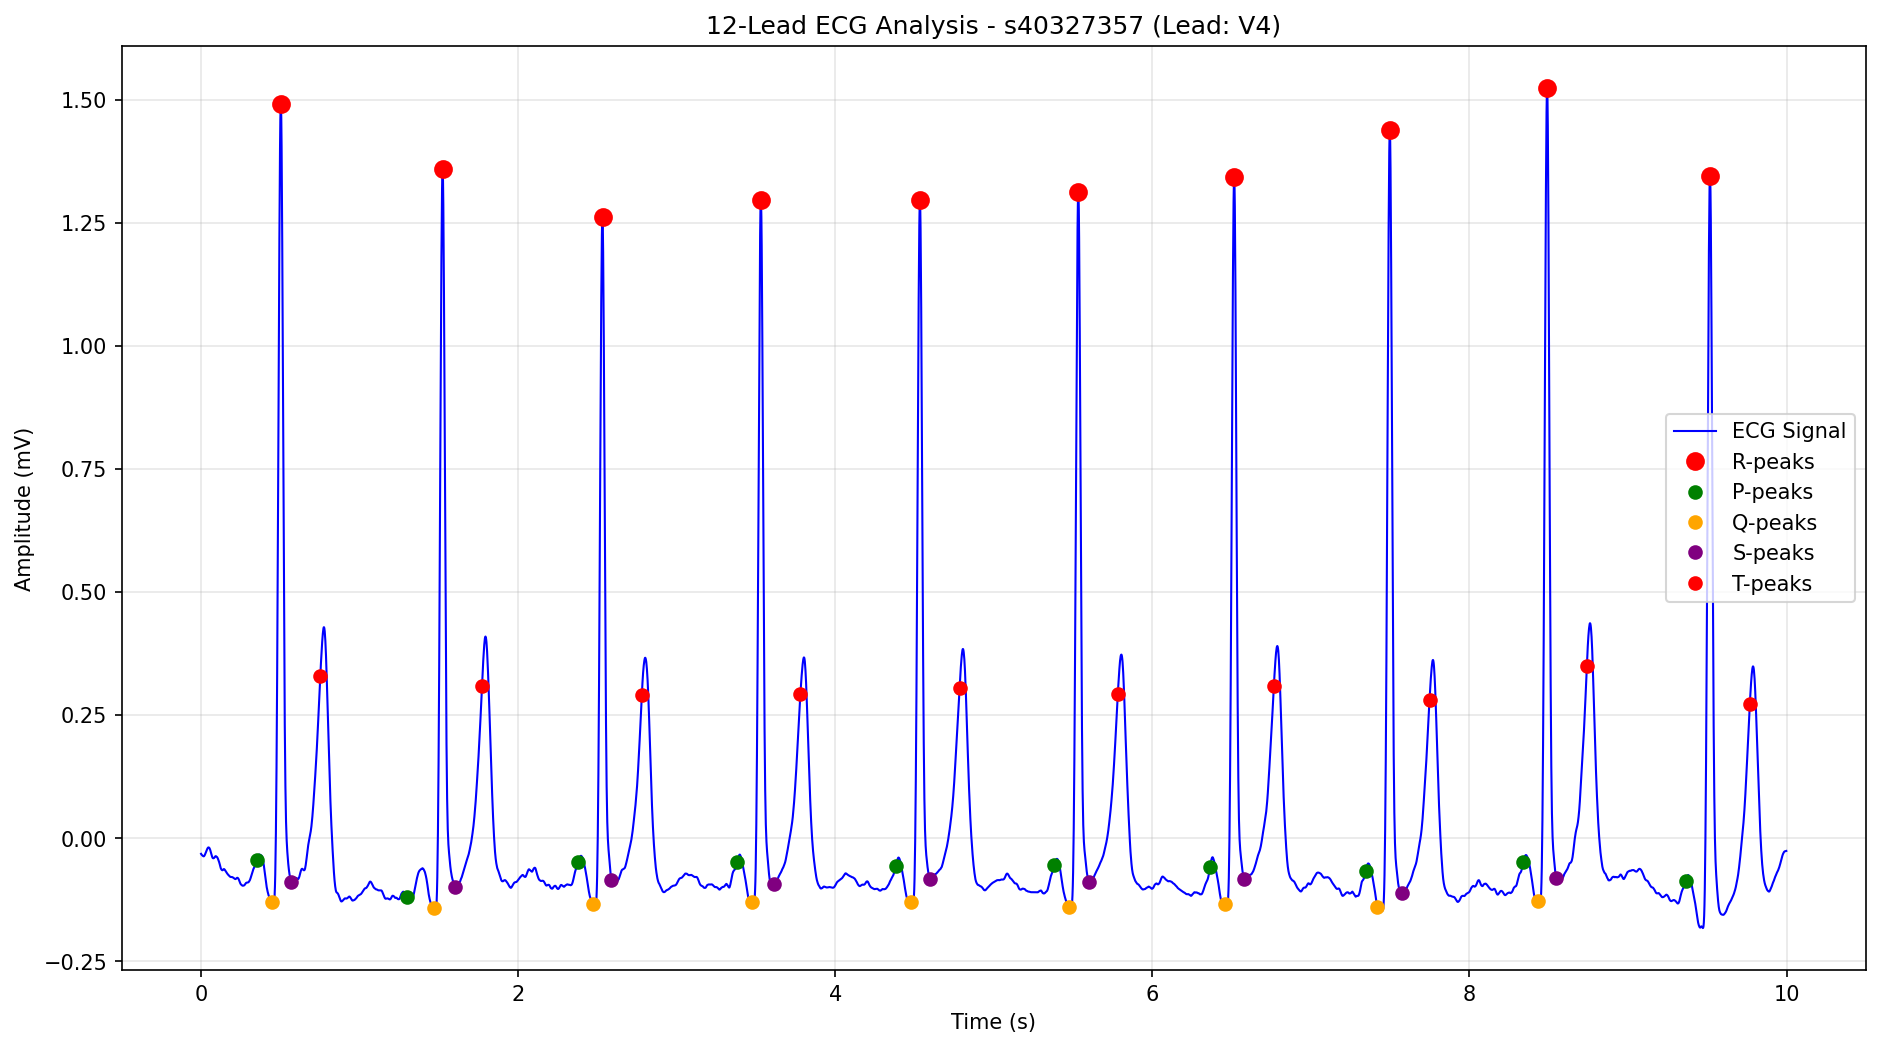 12-Lead ECG Analysis - s40327357 (Lead: V4)
Amplitude (mV)
1.50
1.25
1.00
0.75
0.50
0.25
0.00
−0.25
ECG Signal
R-peaks
P-peaks
Q-peaks
S-peaks
T-peaks
0 2 4 6 8 10
Time (s)